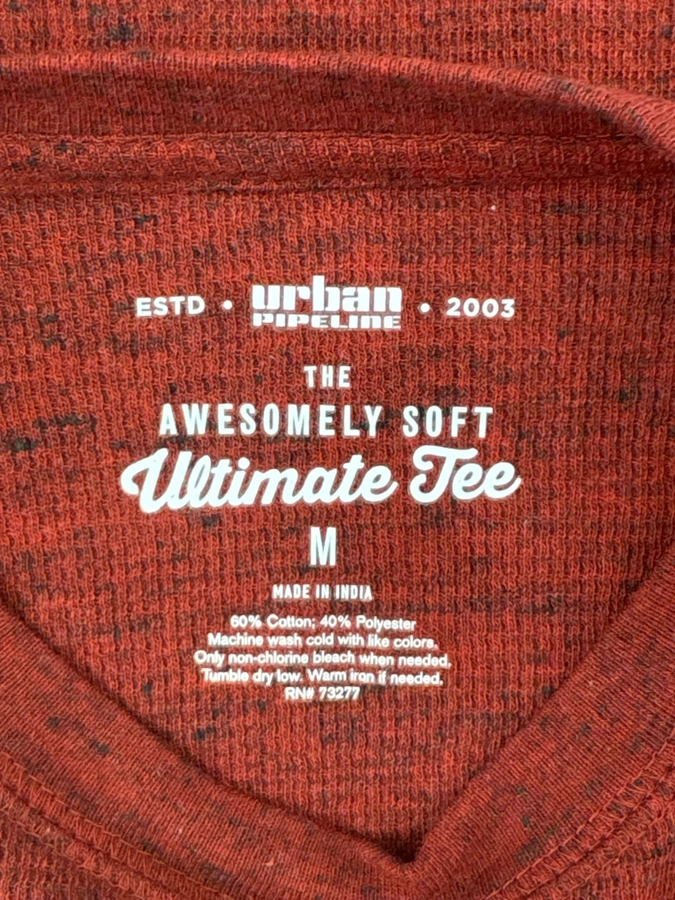 ESTD • urban • 2003
PIPELINE
THE
AWESOMELY SOFT
Ultimate Tee
M
MADE IN INDIA
60% Cotton; 40% Polyester
Machine wash cold with like colors.
Only non-chlorine bleach when needed.
Tumble dry low. Warm iron if needed.
RN# 73277